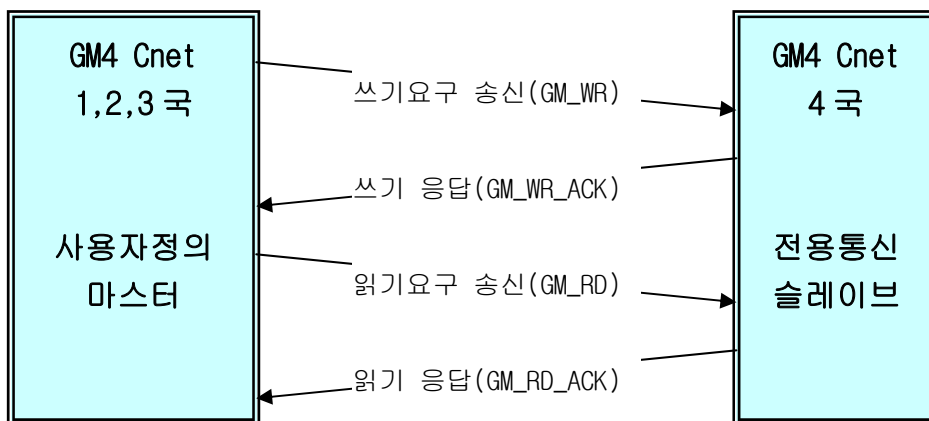 GM4 Cnet
1,2,3 국
사용자정의
마스터
쓰기요구 송신(GM_WR)
쓰기 응답(GM_WR_ACK)
읽기요구 송신(GM_RD)
읽기 응답(GM_RD_ACK)
GM4 Cnet
4 국
전용통신
슬레이브